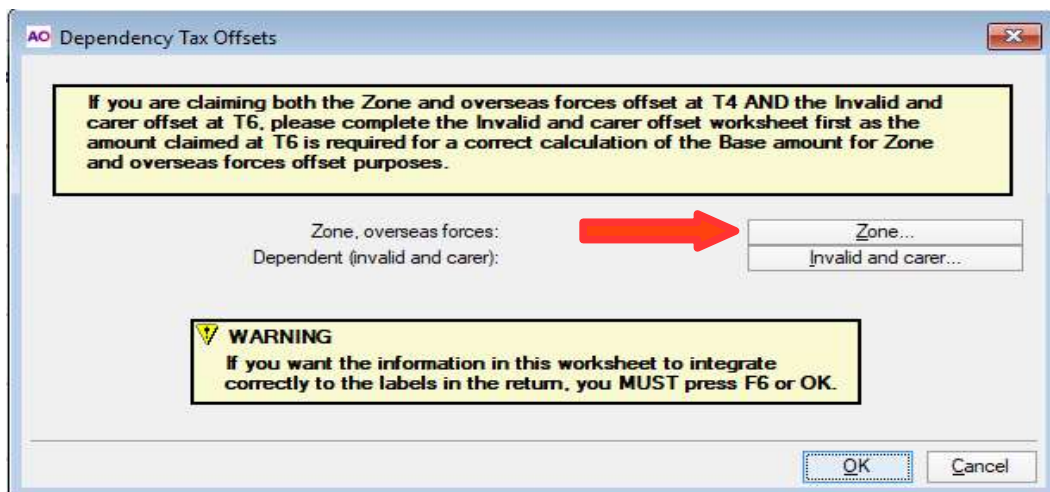 AO Dependency Tax Offsets
If you are claiming both the Zone and overseas forces offset at T4 AND the Invalid and
carer offset at T6, please complete the Invalid and carer offset worksheet first as the
amount claimed at T6 is required for a correct calculation of the Base amount for Zone
and overseas forces offset purposes.
Zone, overseas forces: Zone...
Dependent (invalid and carer): Invalid and carer...
WARNING
If you want the information in this worksheet to integrate
correctly to the labels in the return, you MUST press F6 or OK.
OK Cancel